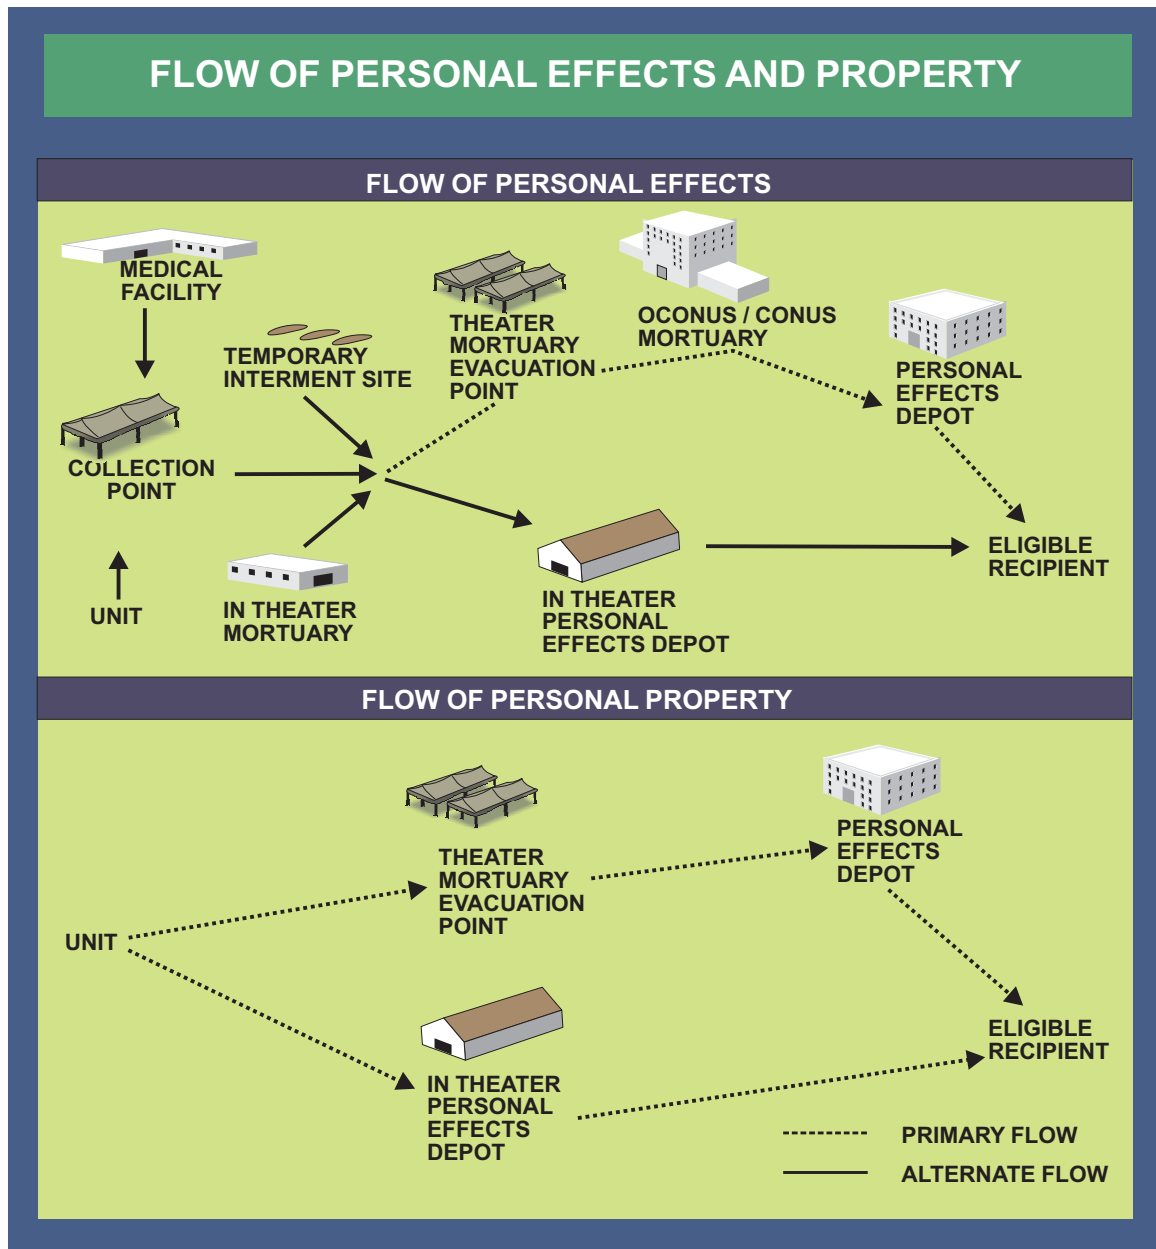 FLOW OF PERSONAL EFFECTS AND PROPERTY
FLOW OF PERSONAL EFFECTS
MEDICAL
FACILITY
TEMPORARY
INTERMENT SITE
THEATER
MORTUARY
EVACUATION
POINT
OCONUS / CONUS
MORTUARY
PERSONAL
EFFECTS
DEPOT
COLLECTION
POINT
UNIT
IN THEATER
MORTUARY
IN THEATER
PERSONAL
EFFECTS DEPOT
ELIGIBLE
RECIPIENT
FLOW OF PERSONAL PROPERTY
UNIT
THEATER
MORTUARY
EVACUATION
POINT
PERSONAL
EFFECTS
DEPOT
IN THEATER
PERSONAL
EFFECTS
DEPOT
ELIGIBLE
RECIPIENT
PRIMARY FLOW
ALTERNATE FLOW